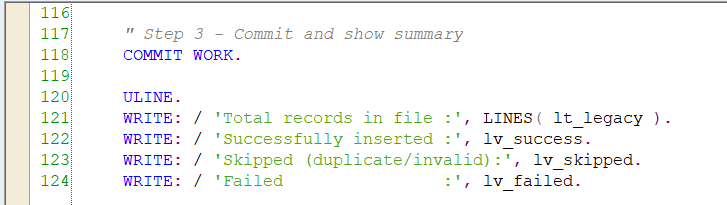 116
117 " Step 3 - Commit and show summary
118 COMMIT WORK.
119
120 ULINE.
121 WRITE: / 'Total records in file :', LINES( lt_legacy ).
122 WRITE: / 'Successfully inserted :', lv_success.
123 WRITE: / 'Skipped (duplicate/invalid):', lv_skipped.
124 WRITE: / 'Failed                :', lv_failed.